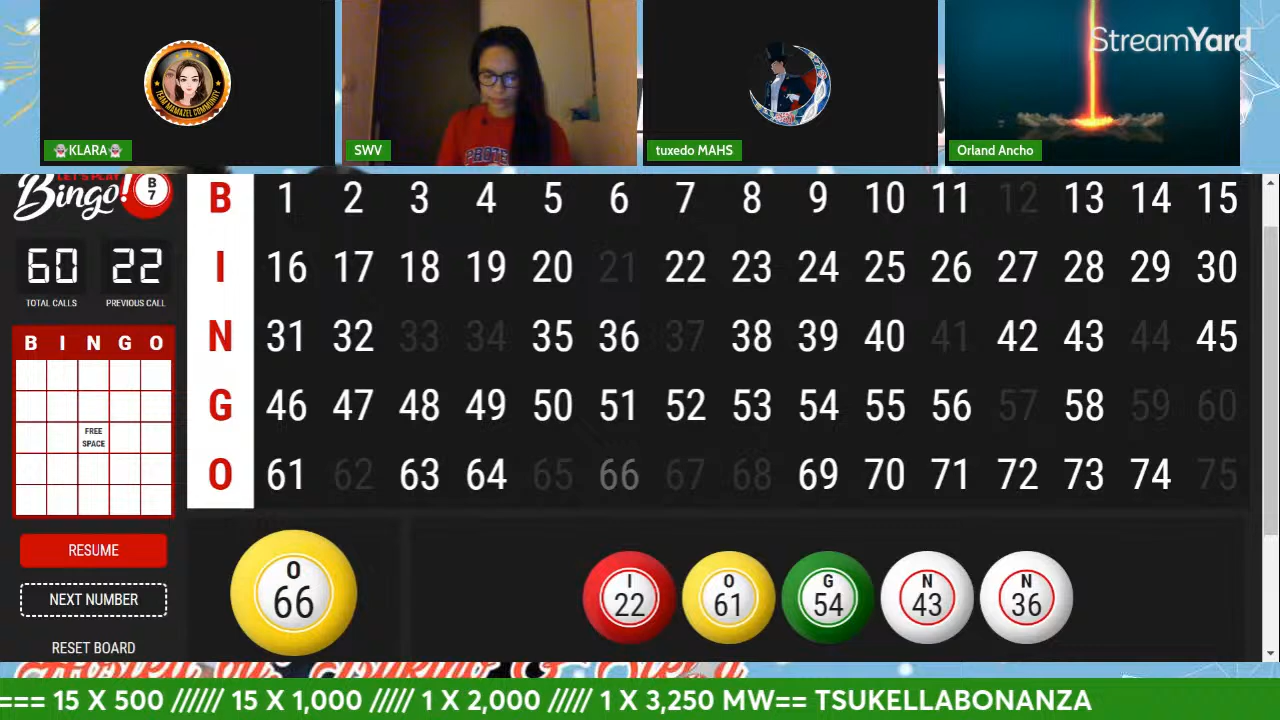 StreamYard
TEAM MAMAZEL COMMUNITY
👻KLARA👻
SWV
PROTE
tuxedo MAHS
Orland Ancho
LET'S PLAY
Bingo!
B
7
60
22
TOTAL CALLS
PREVIOUS CALL
B 1 2 3 4 5 6 7 8 9 10 11 12 13 14 15
I 16 17 18 19 20 21 22 23 24 25 26 27 28 29 30
N 31 32 33 34 35 36 37 38 39 40 41 42 43 44 45
G 46 47 48 49 50 51 52 53 54 55 56 57 58 59 60
O 61 62 63 64 65 66 67 68 69 70 71 72 73 74 75
B I N G O
FREE
SPACE
RESUME
NEXT NUMBER
RESET BOARD
O
66
I
22
O
61
G
54
N
43
N
36
=== 15 X 500 ////// 15 X 1,000 ///// 1 X 2,000 ///// 1 X 3,250 MW== TSUKELLABONANZA